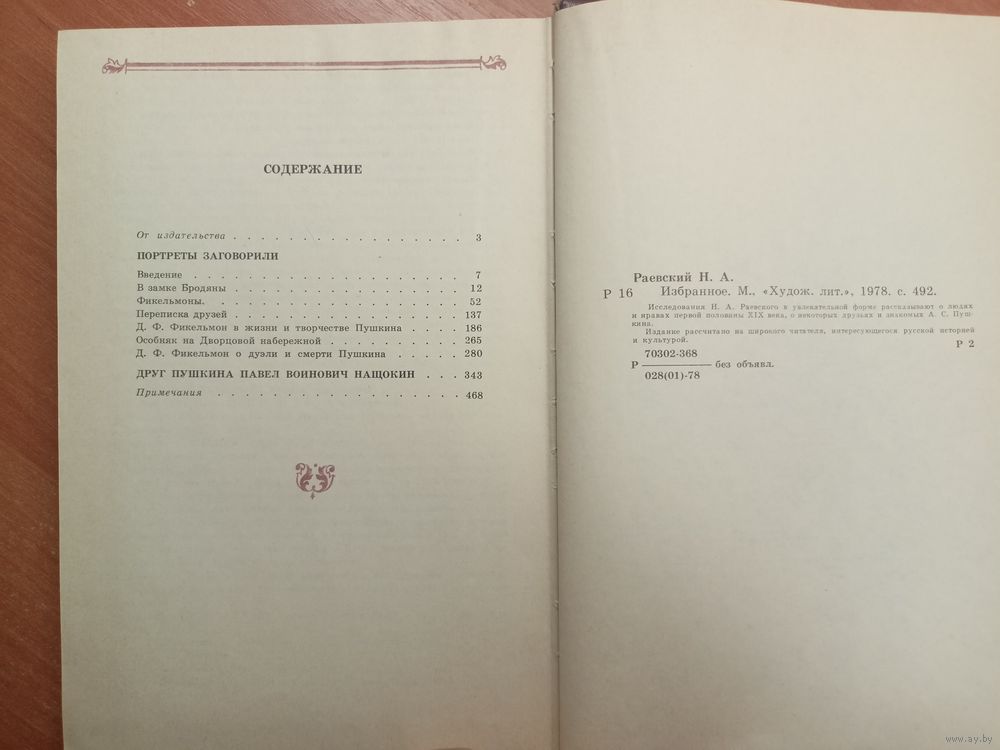 СОДЕРЖАНИЕ
От издательства . . . . . . . . . . . . . . . . . 3
ПОРТРЕТЫ ЗАГОВОРИЛИ
Введение . . . . . . . . . . . . . . . . . . . 7
В замке Бродяны . . . . . . . . . . . . . . . . 12
Фикельмоны. . . . . . . . . . . . . . . . . . 52
Переписка друзей . . . . . . . . . . . . . . . . 137
Д. Ф. Фикельмон в жизни и творчестве Пушкина . . . . 186
Особняк на Дворцовой набережной . . . . . . . . . 265
Д. Ф. Фикельмон о дуэли и смерти Пушкина . . . . . 280
ДРУГ ПУШКИНА ПАВЕЛ ВОИНОВИЧ НАЩОКИН . . . 343
Примечания . . . . . . . . . . . . . . . . . . 468
Раевский Н. А.
Р 16 Избранное. М., «Худож. лит.», 1978. с. 492.
Исследования Н. А. Раевского в увлекательной форме рассказывают о людях
и нравах первой половины XIX века, о некоторых друзьях и знакомых А. С. Пуш-
кина.
Издание рассчитано на широкого читателя, интересующегося русской историей
и культурой.
Р 2
70302-368
Р ———— без объявл.
028(01)-78
www.ay.by